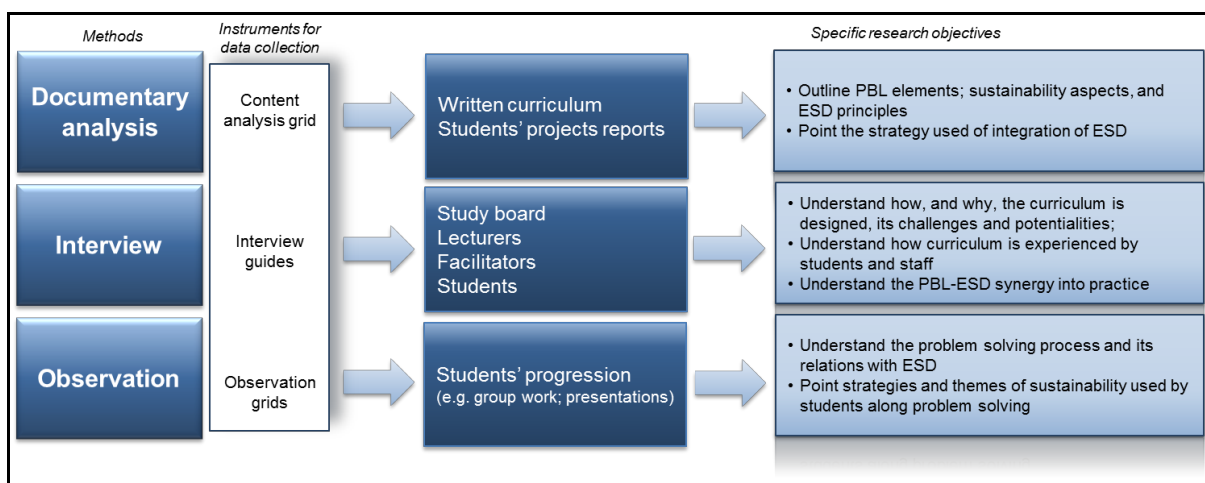 Methods
Instruments for
data collection
Specific research objectives
Documentary
analysis
Content
analysis grid
Written curriculum
Students' projects reports
• Outline PBL elements; sustainability aspects, and
ESD principles
• Point the strategy used of integration of ESD
Interview
Interview
guides
Study board
Lecturers
Facilitators
Students
• Understand how, and why, the curriculum is
designed, its challenges and potentialities;
• Understand how curriculum is experienced by
students and staff
• Understand the PBL-ESD synergy into practice
Observation
Observation
grids
Students' progression
(e.g. group work; presentations)
• Understand the problem solving process and its
relations with ESD
• Point strategies and themes of sustainability used by
students along problem solving